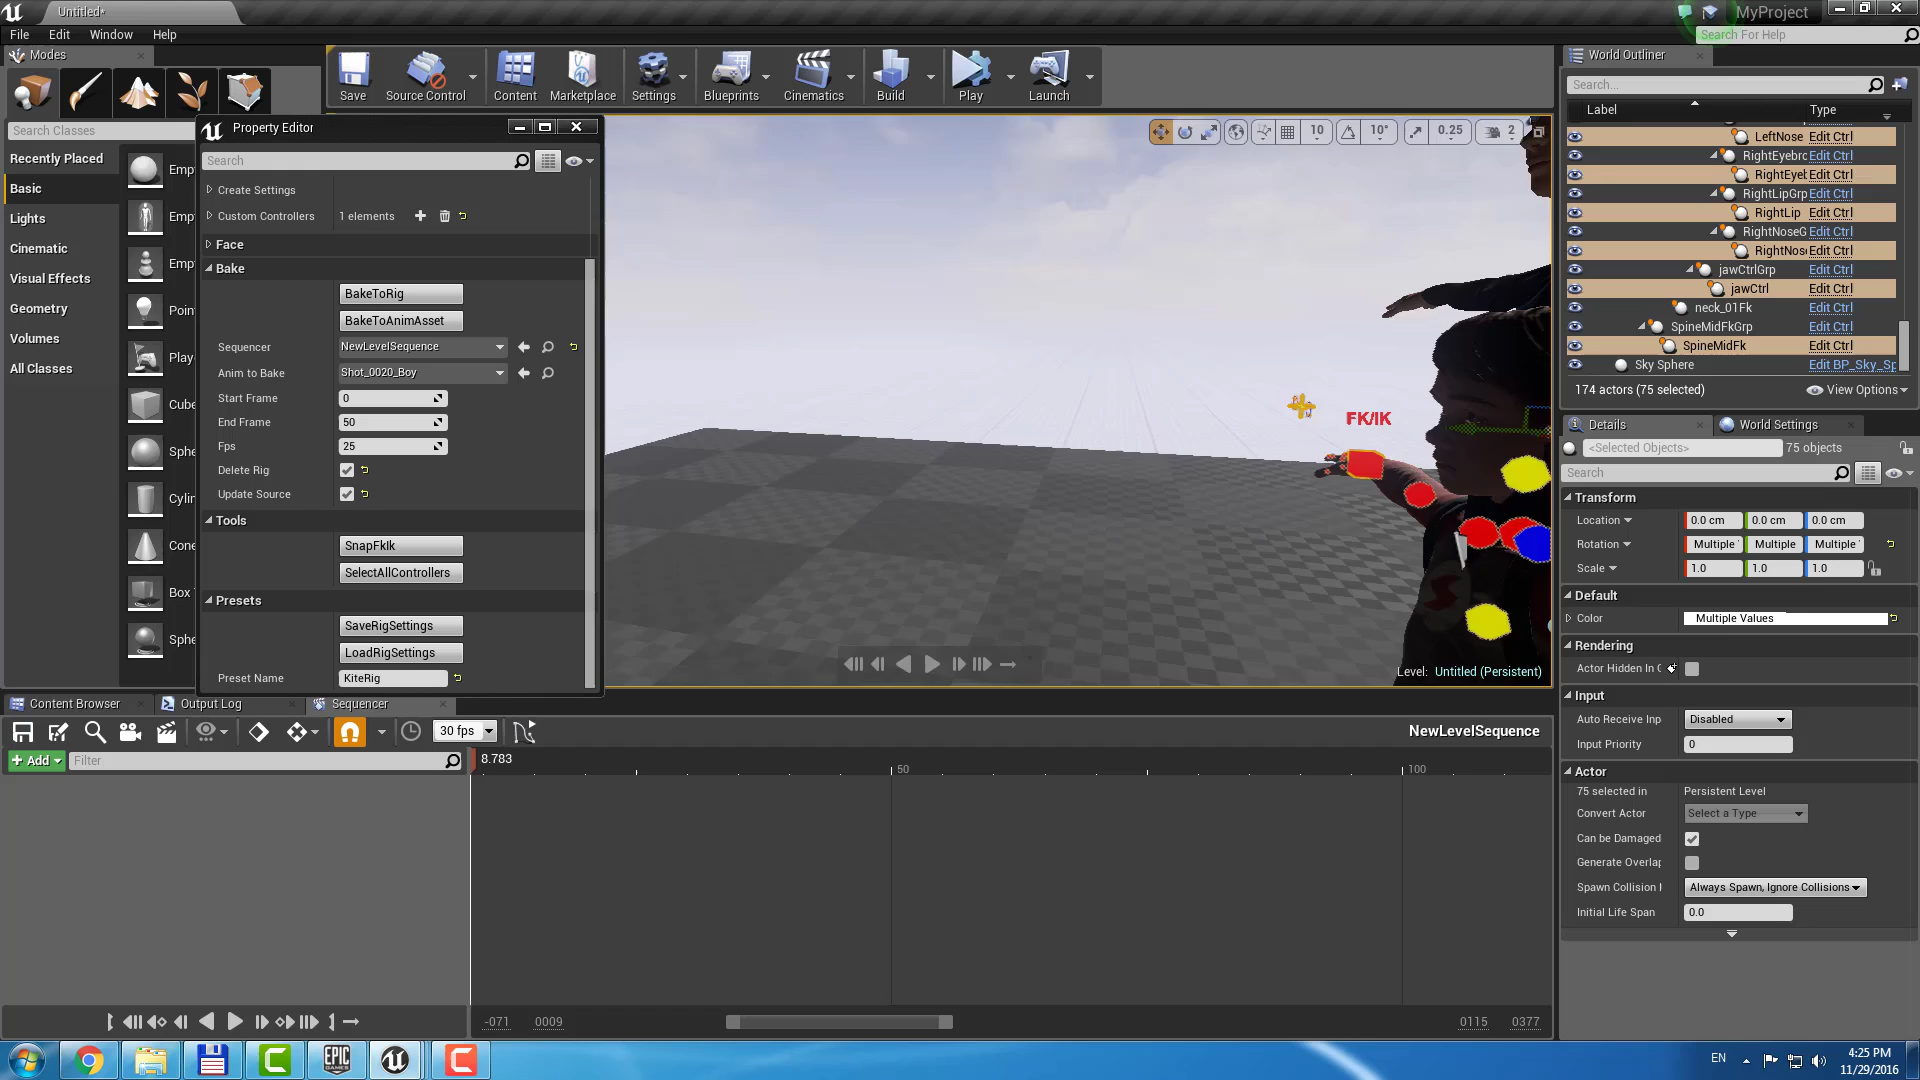 Untitled*
MyProject
File Edit Window Help
Search For Help
Modes
Save Source Control Content Marketplace Settings Blueprints Cinematics Build Play Launch
Search Classes
Recently Placed
Basic
Lights
Cinematic
Visual Effects
Geometry
Volumes
All Classes
Emp
Emp
Emp
Poin
Playe
Cube
Sphe
Cylin
Cone
Box
Sphe
Property Editor
Search
Create Settings
Custom Controllers 1 elements
Face
Bake
BakeToRig
BakeToAnimAsset
Sequencer NewLevelSequence
Anim to Bake Shot_0020_Boy
Start Frame 0
End Frame 50
Fps 25
Delete Rig
Update Source
Tools
SnapFkIk
SelectAllControllers
Presets
SaveRigSettings
LoadRigSettings
Preset Name KiteRig
10 10° 0.25 2
FK/IK
Level: Untitled (Persistent)
World Outliner
Search...
Label Type
LeftNose Edit Ctrl
RightEyebro Edit Ctrl
RightEyeb Edit Ctrl
RightLipGrp Edit Ctrl
RightLip Edit Ctrl
RightNoseG Edit Ctrl
RightNose Edit Ctrl
jawCtrlGrp Edit Ctrl
jawCtrl Edit Ctrl
neck_01Fk Edit Ctrl
SpineMidFkGrp Edit Ctrl
SpineMidFk Edit Ctrl
Sky Sphere Edit BP_Sky_Sp
174 actors (75 selected) View Options
Details World Settings
<Selected Objects> 75 objects
Search
Transform
Location 0.0 cm 0.0 cm 0.0 cm
Rotation Multiple Multiple Multiple
Scale 1.0 1.0 1.0
Default
Color Multiple Values
Rendering
Actor Hidden In G
Input
Auto Receive Inp Disabled
Input Priority 0
Actor
75 selected in Persistent Level
Convert Actor Select a Type
Can be Damaged
Generate Overlap
Spawn Collision Always Spawn, Ignore Collisions
Initial Life Span 0.0
Content Browser Output Log Sequencer
30 fps
NewLevelSequence
Add Filter
8.783
50 100
-071 0009 0115 0377
EPIC
GAMES
EN
4:25 PM
11/29/2016